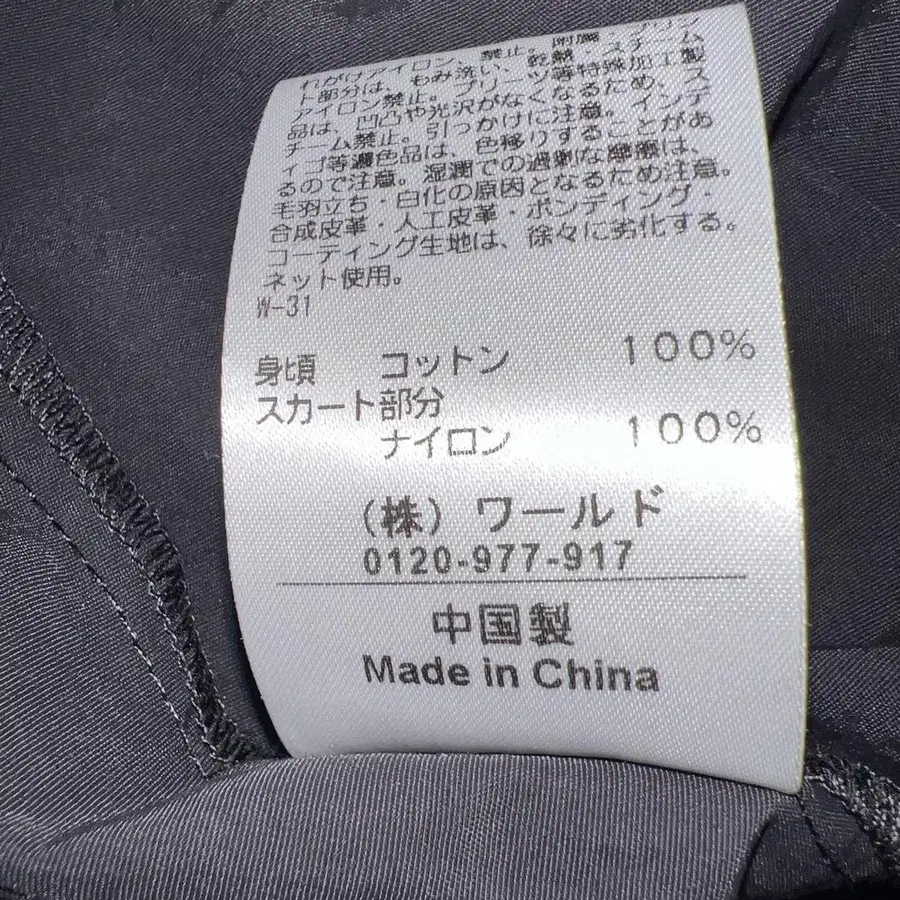 れがけアイロン、禁止。附属・プリン
ト部分は、もみ洗い、乾熱・スチーム
アイロン禁止。プリーツ等特殊加工製
品は、凹凸や光沢がなくなるため、ス
チーム禁止。引っかけに注意。インデ
ィゴ等濃色品は、色移りすることがあ
るので注意。湿潤での過剰な摩擦は、
毛羽立ち・白化の原因となるため注意。
合成皮革・人工皮革・ボンディング・
コーティング生地は、徐々に劣化する。
ネット使用。
W-31
身頃 コットン 100%
スカート部分
ナイロン 100%
(株) ワールド
0120-977-917
中国製
Made in China